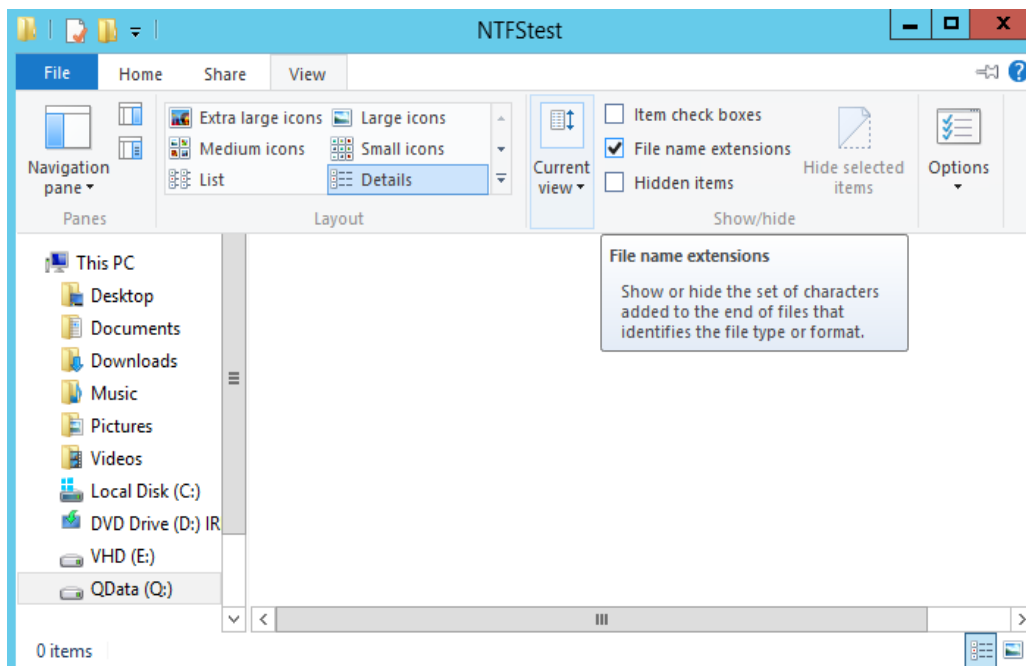 NTFStest
File Home Share View
Navigation pane
Extra large icons Large icons
Medium icons Small icons
List Details
Current view
Item check boxes
File name extensions
Hidden items
Hide selected items
Options
Panes Layout Show/hide
This PC
Desktop
Documents
Downloads
Music
Pictures
Videos
Local Disk (C:)
DVD Drive (D:) IR
VHD (E:)
QData (Q:)
File name extensions
Show or hide the set of characters
added to the end of files that
identifies the file type or format.
0 items